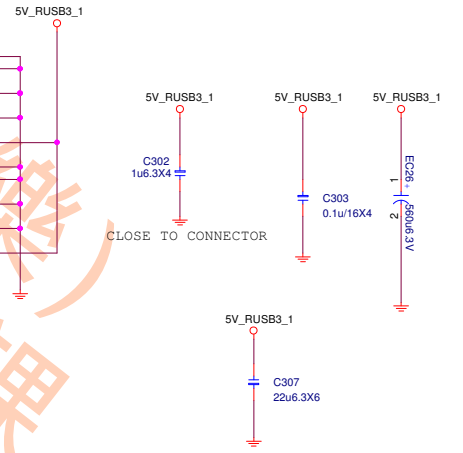 5V_RUSB3_1
5V_RUSB3_1
5V_RUSB3_1
5V_RUSB3_1
C302
1u6.3X4
C303
0.1u/16X4
EC26
+
1
2
560u6.3V
CLOSE TO CONNECTOR
5V_RUSB3_1
C307
22u6.3X6